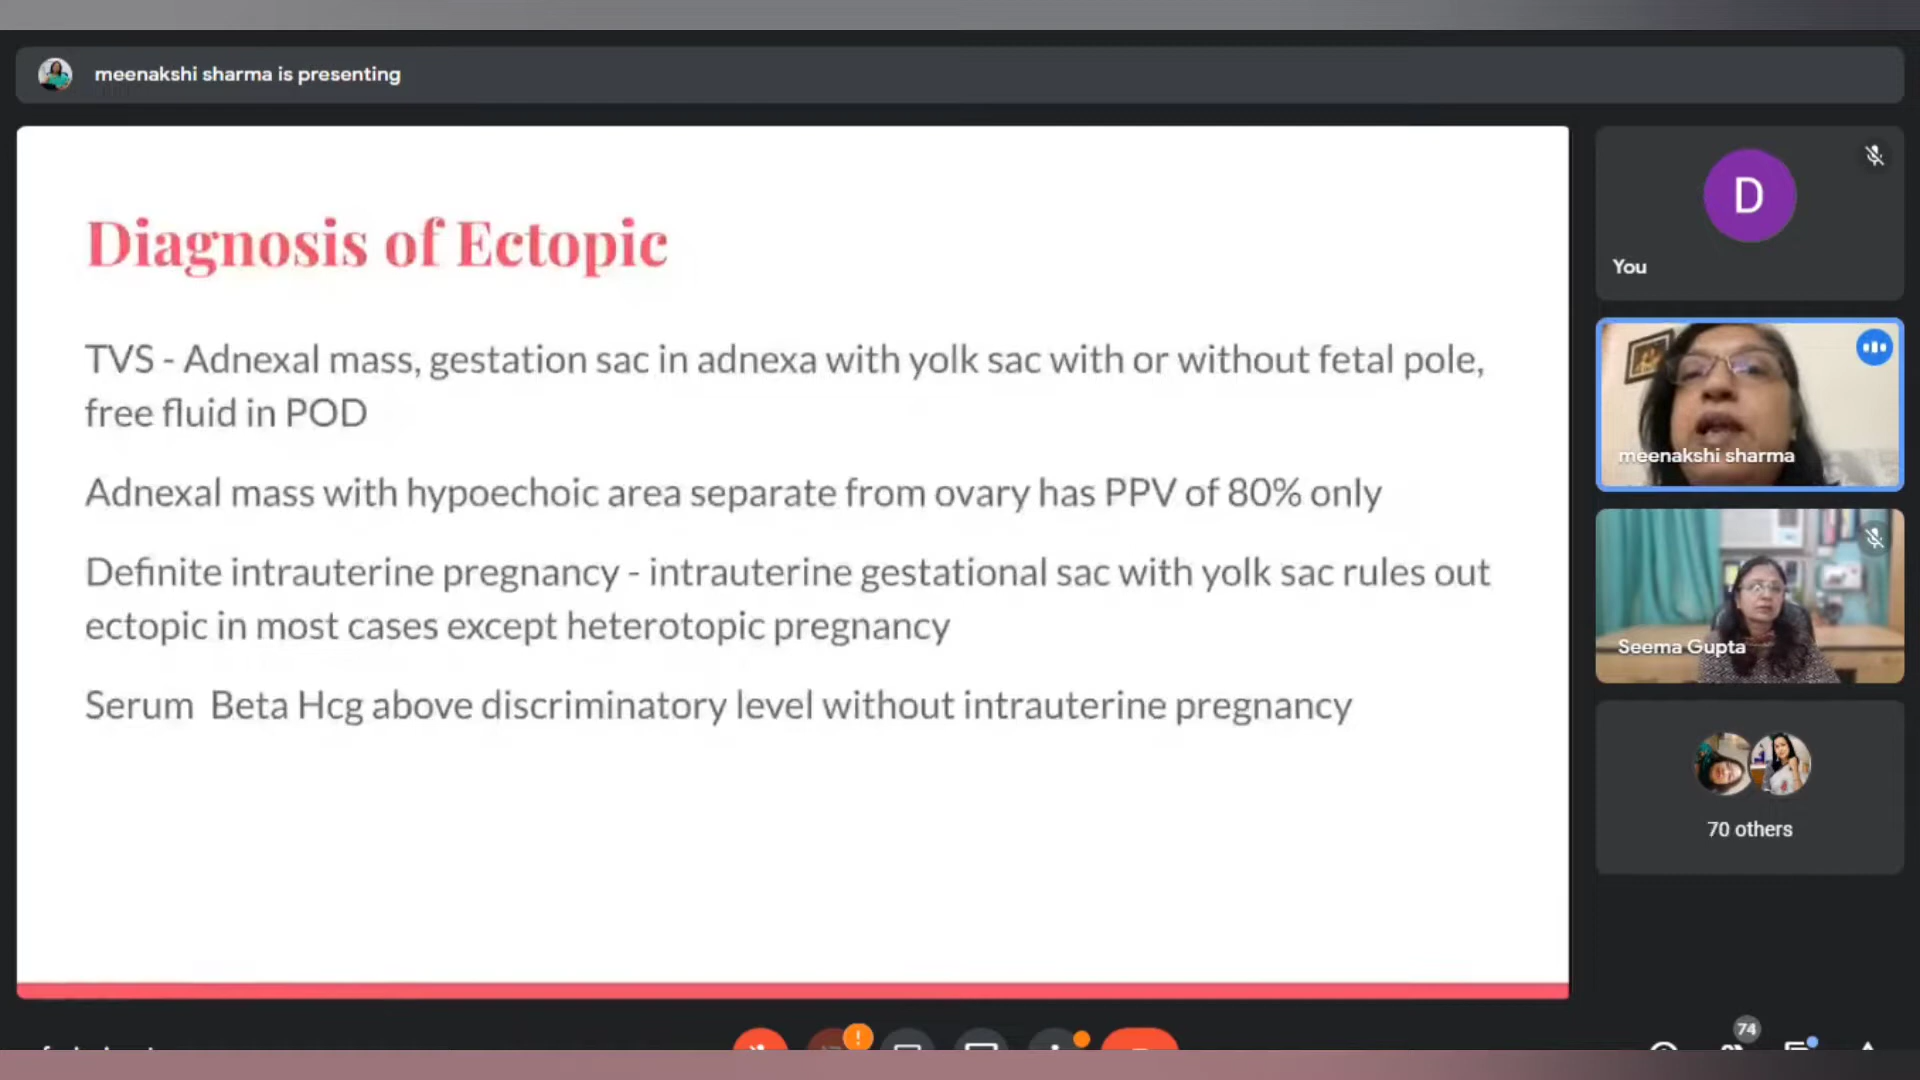 meenakshi sharma is presenting
Diagnosis of Ectopic
TVS - Adnexal mass, gestation sac in adnexa with yolk sac with or without fetal pole,
free fluid in POD
Adnexal mass with hypoechoic area separate from ovary has PPV of 80% only
Definite intrauterine pregnancy - intrauterine gestational sac with yolk sac rules out
ectopic in most cases except heterotopic pregnancy
Serum Beta Hcg above discriminatory level without intrauterine pregnancy
D
You
meenakshi sharma
Seema Gupta
70 others
!
74